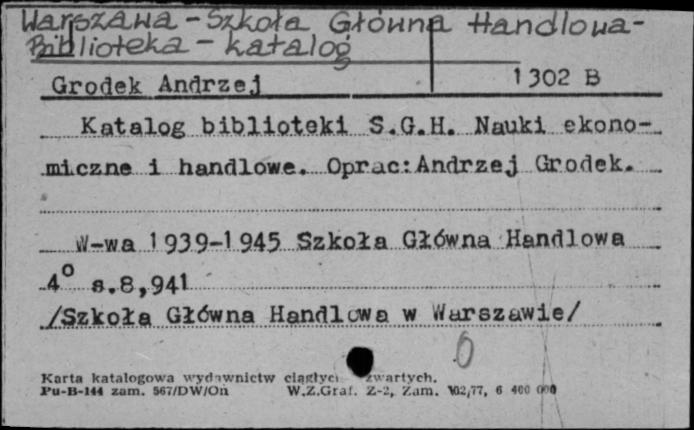 Warszawa - Szkoła Główna Handlowa-
Biblioteka - katalog
Grodek Andrzej 1302 B
Katalog biblioteki S.G.H. Nauki ekono-
miczne i handlowe. Oprac: Andrzej Grodek.
W-wa 1939-1945 Szkoła Główna Handlowa
4° s.8,941
/Szkoła Główna Handlowa w Warszawie/
0
Karta katalogowa wydawnictw zwartych.
Pu-B-144 zam. 567/DW/On W.Z.Graf. Z-2, Zam. 102,77, 6 400 000